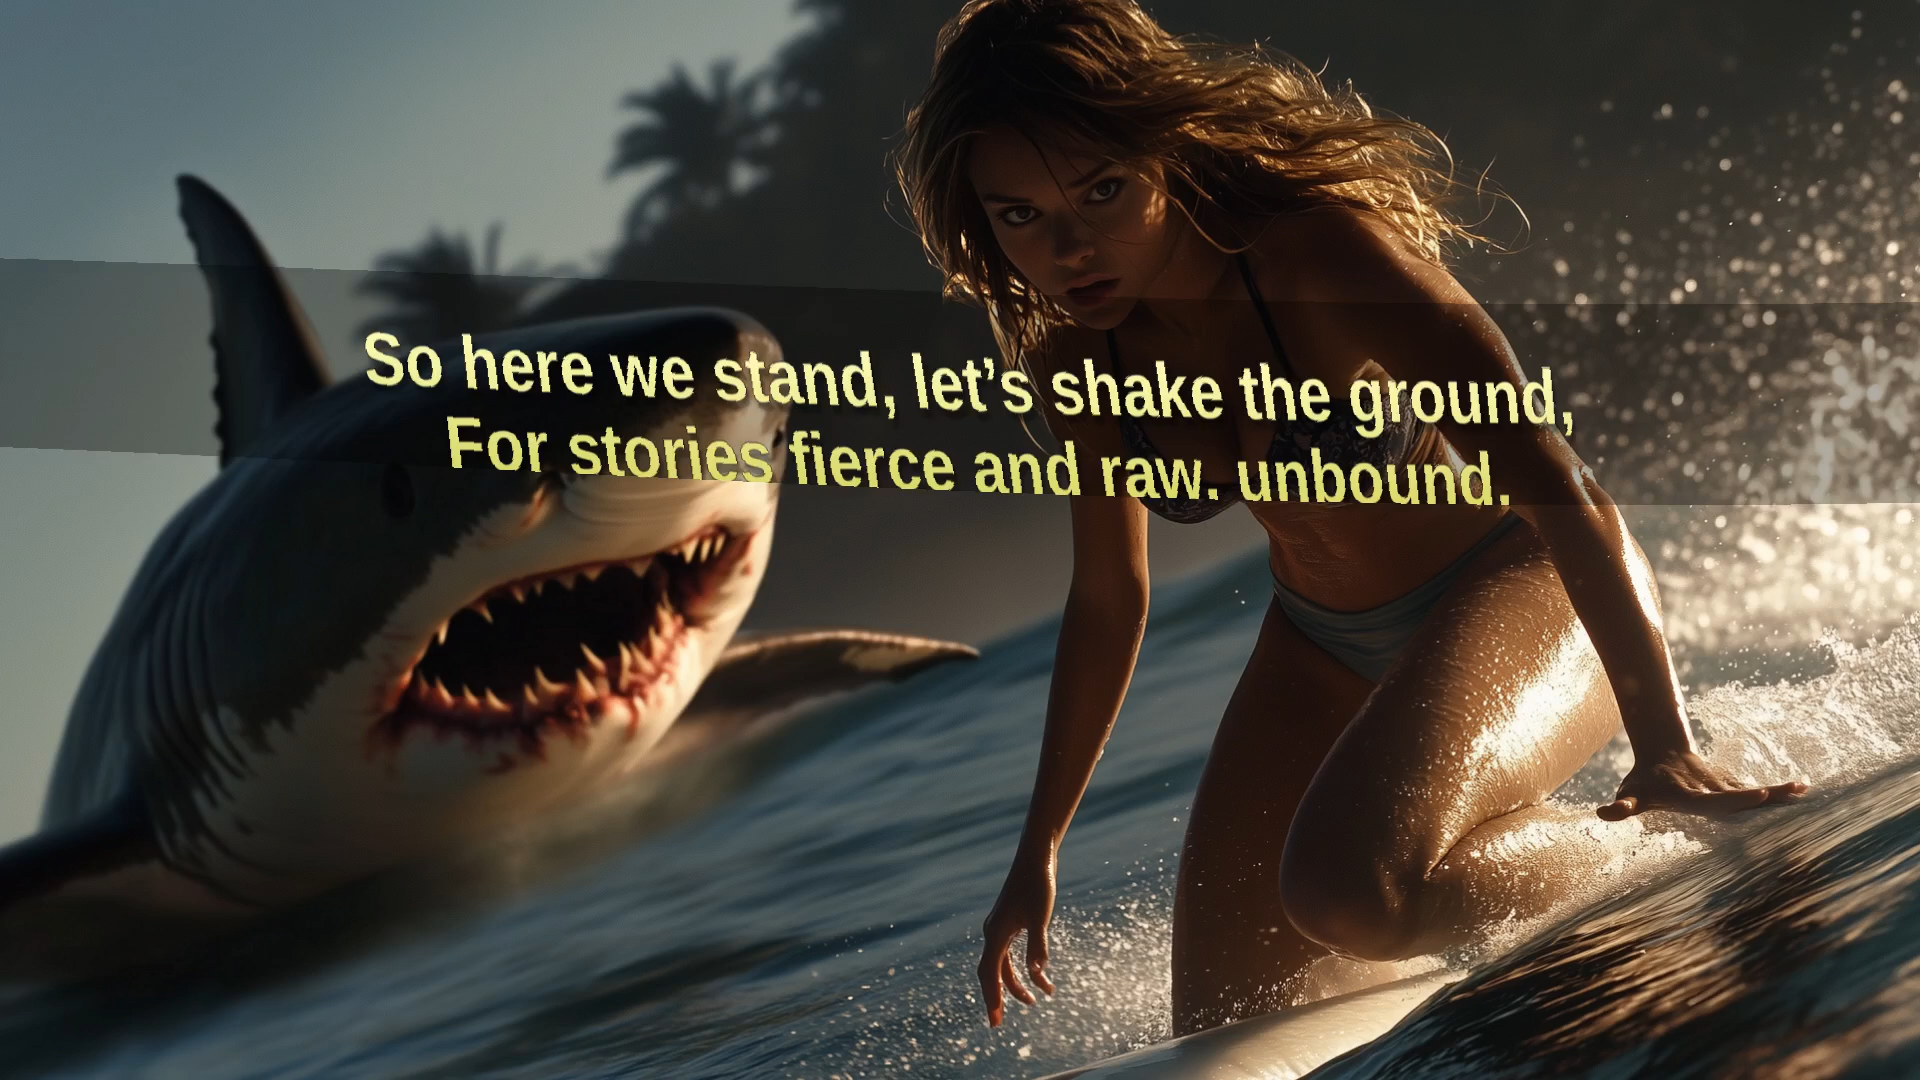 So here we stand, let's shake the ground,
For stories fierce and raw. unbound.